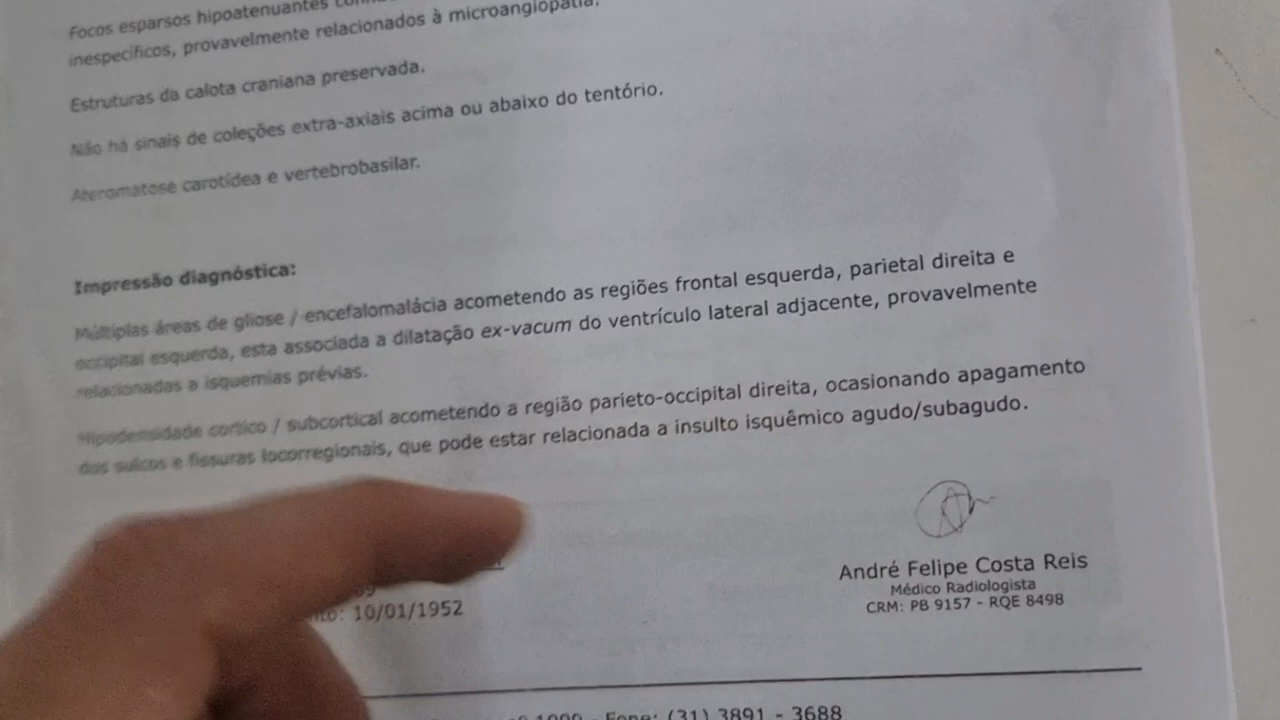 Focos esparsos hipoatenuantes
inespecíficos, provavelmente relacionados à microangiopatia.
Estruturas da calota craniana preservada.
Não há sinais de coleções extra-axiais acima ou abaixo do tentório.
Ateromatose carotídea e vertebrobasilar.
Impressão diagnóstica:
Múltiplas áreas de gliose / encefalomalácia acometendo as regiões frontal esquerda, parietal direita e
occipital esquerda, esta associada a dilatação ex-vacum do ventrículo lateral adjacente, provavelmente
relacionadas a isquemias prévias.
Hipodensidade cortico / subcortical acometendo a região parieto-occipital direita, ocasionando apagamento
dos sulcos e fissuras locorregionais, que pode estar relacionada a insulto isquêmico agudo/subagudo.
André Felipe Costa Reis
Médico Radiologista
CRM: PB 9157 - RQE 8498
10/01/1952
1000 - Fone: (31) 3891 - 3688